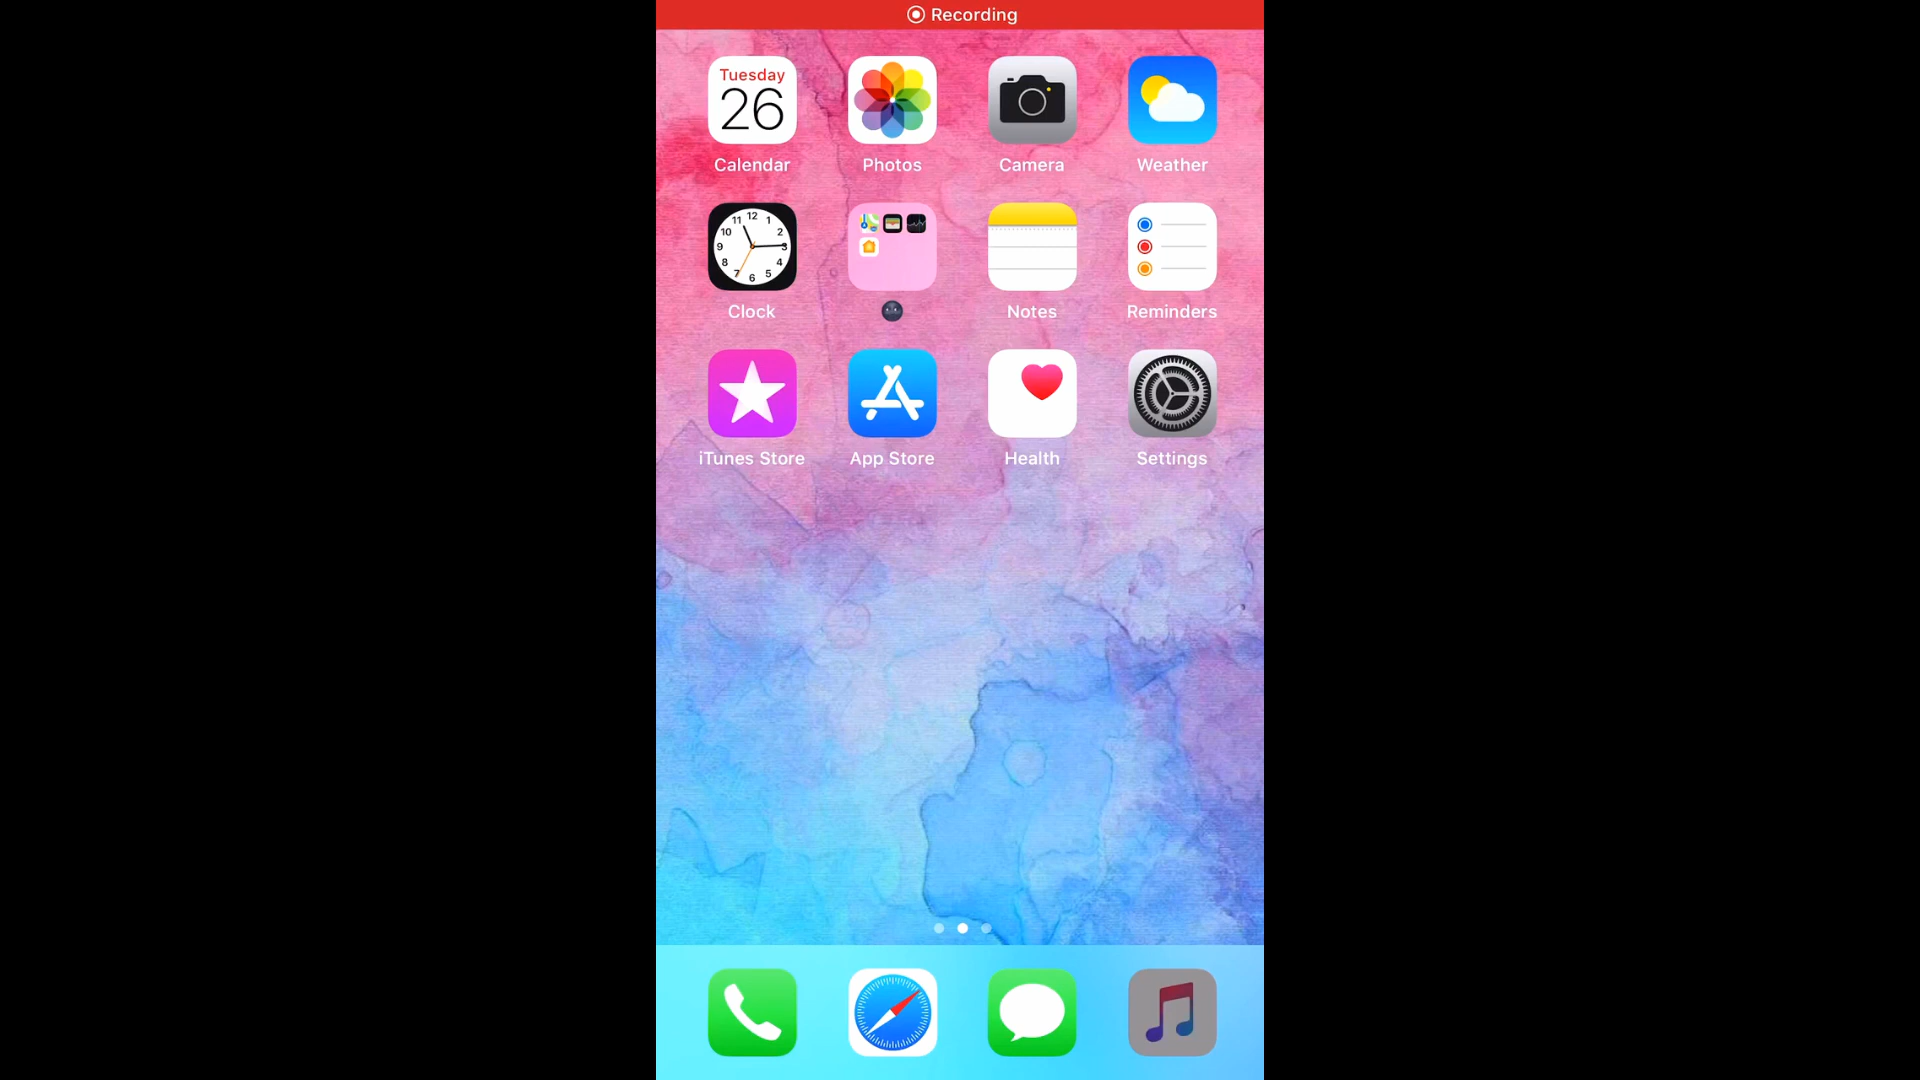 Recording
Tuesday
26
Calendar
Photos
Camera
Weather
12
11 1
10 2
9 3
8 4
7 5
6
Clock
Notes
Reminders
iTunes Store
App Store
Health
Settings